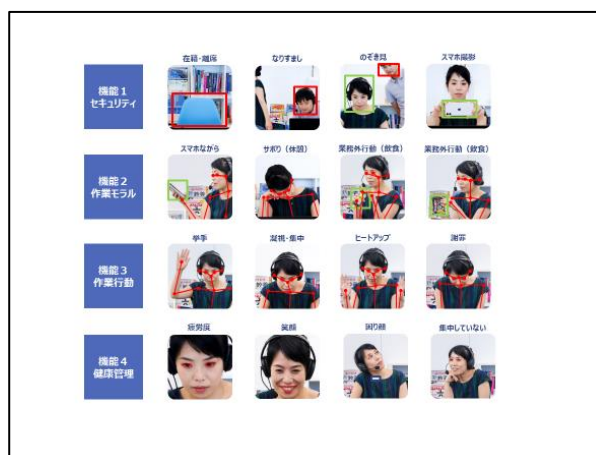 機能1
セキュリティ
在籍・離席
なりすまし
のぞき見
スマホ撮影
機能2
作業モラル
スマホながら
サボり（休憩）
業務外行動（飲食）
業務外行動（飲食）
機能3
作業行動
挙手
凝視・集中
ヒートアップ
謝罪
機能4
健康管理
疲労度
笑顔
困り顔
集中していない